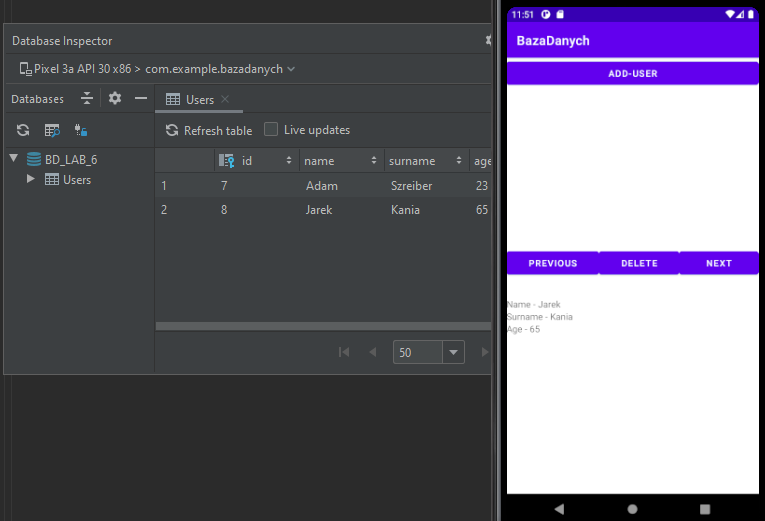 Database Inspector
Pixel 3a API 30 x86 > com.example.bazadanych
Databases
Users
Refresh table
Live updates
BD_LAB_6
Users
id name surname age
1 7 Adam Szreiber 23
2 8 Jarek Kania 65
50
11:51
BazaDanych
ADD-USER
PREVIOUS DELETE NEXT
Name - Jarek
Surname - Kania
Age - 65